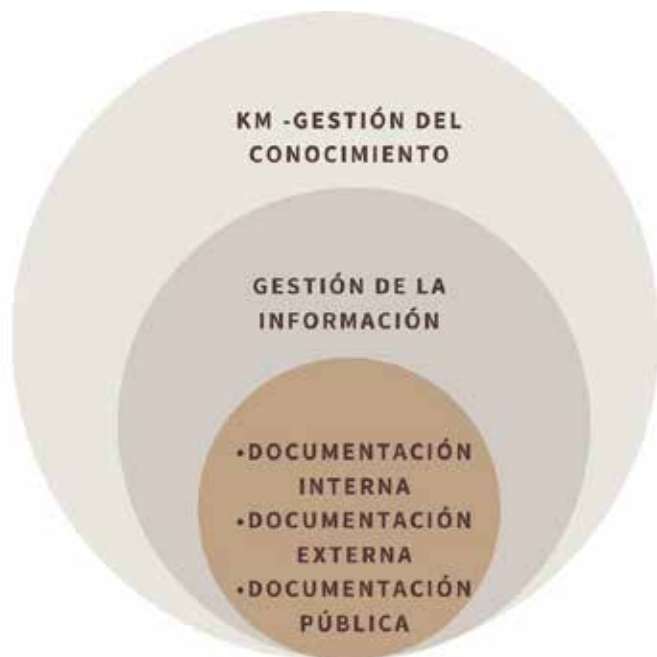 KM -GESTIÓN DEL
CONOCIMIENTO
GESTIÓN DE LA
INFORMACIÓN
•DOCUMENTACIÓN
INTERNA
•DOCUMENTACIÓN
EXTERNA
•DOCUMENTACIÓN
PÚBLICA